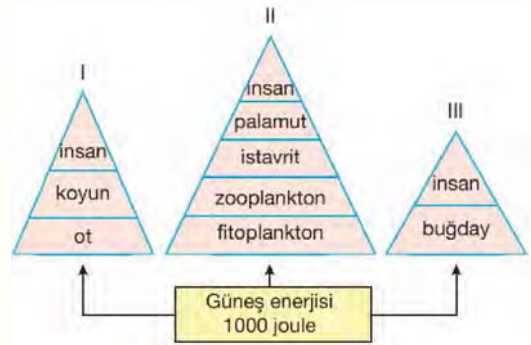 I
insan
koyun
ot
II
insan
palamut
istavrit
zooplankton
fitoplankton
III
insan
buğday
Güneş enerjisi
1000 joule